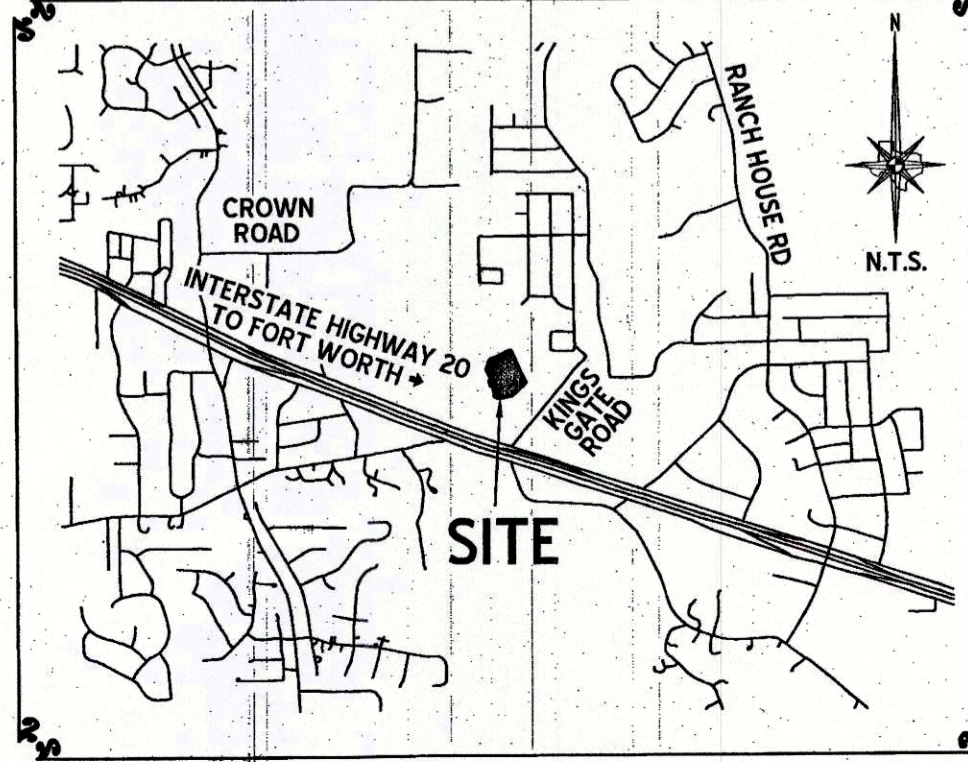 N
RANCH HOUSE RD
CROWN
ROAD
N.T.S.
INTERSTATE HIGHWAY 20
TO FORT WORTH →
KINGS
GATE
ROAD
SITE